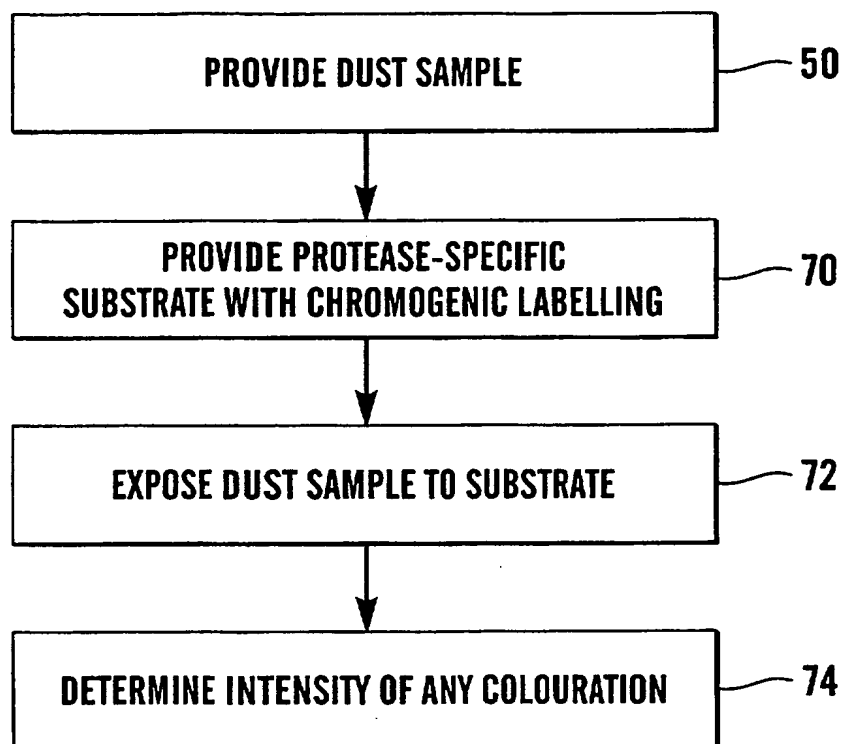 PROVIDE DUST SAMPLE
50
PROVIDE PROTEASE-SPECIFIC
SUBSTRATE WITH CHROMOGENIC LABELLING
70
EXPOSE DUST SAMPLE TO SUBSTRATE
72
DETERMINE INTENSITY OF ANY COLOURATION
74